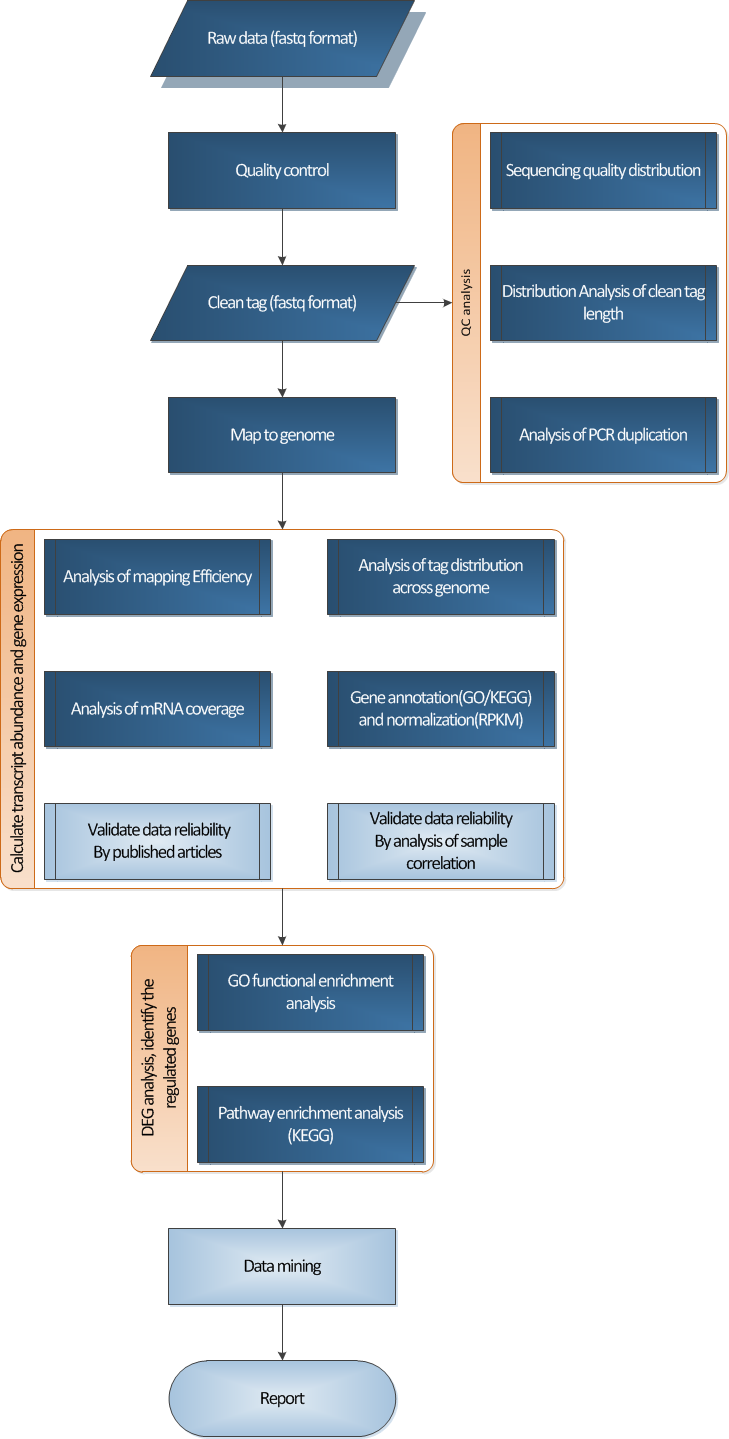 Raw data (fastq format)
Quality control
Clean tag (fastq format)
QC analysis
Sequencing quality distribution
Distribution Analysis of clean tag
length
Analysis of PCR duplication
Map to genome
Calculate transcript abundance and gene expression
Analysis of mapping Efficiency
Analysis of tag distribution
across genome
Analysis of mRNA coverage
Gene annotation(GO/KEGG)
and normalization(RPKM)
Validate data reliability
By published articles
Validate data reliability
By analysis of sample
correlation
DEG analysis, identify the
regulated genes
GO functional enrichment
analysis
Pathway enrichment analysis
(KEGG)
Data mining
Report